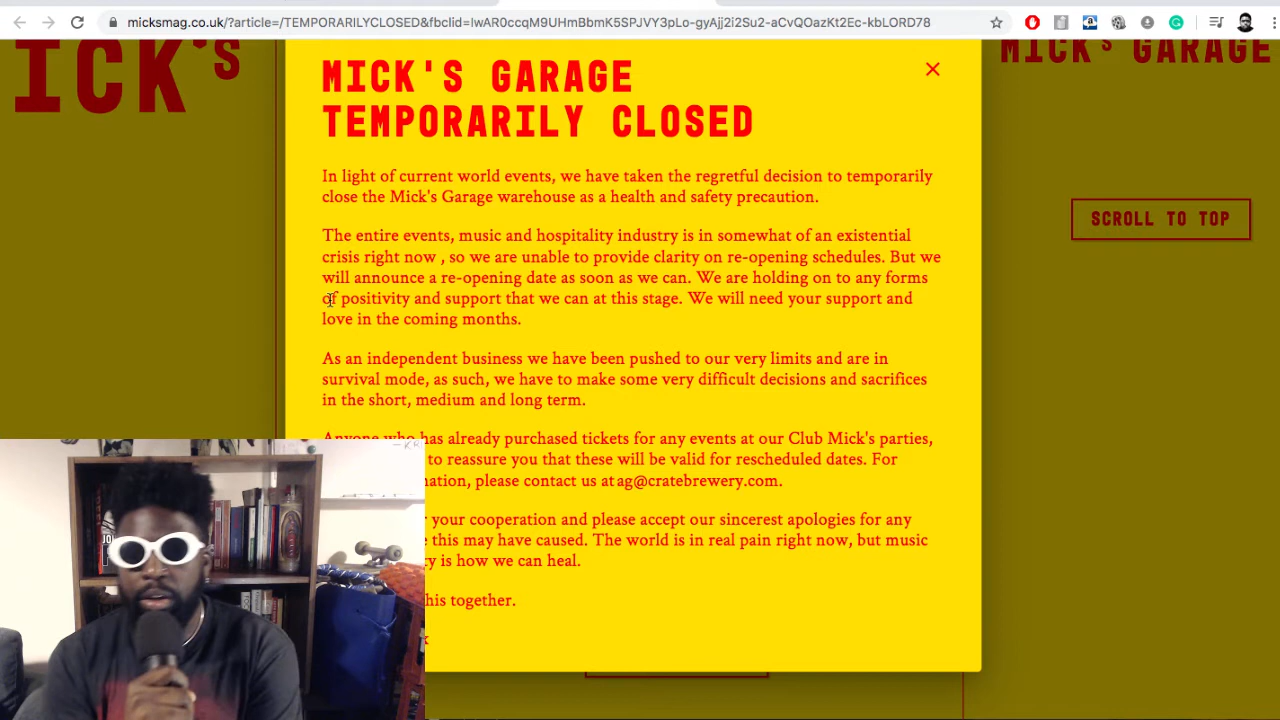 micksmag.co.uk/?article=/TEMPORARILYCLOSED&fbclid=IwAR0ccqM9UHmBbmK5SPJVY3pLo-gyAjj2i2Su2-aCvQOazKt2Ec-kbLORD78
ICK's
MICK's GARAGE
SCROLL TO TOP
MICK'S GARAGE
TEMPORARILY CLOSED
In light of current world events, we have taken the regretful decision to temporarily
close the Mick's Garage warehouse as a health and safety precaution.
The entire events, music and hospitality industry is in somewhat of an existential
crisis right now , so we are unable to provide clarity on re-opening schedules. But we
will announce a re-opening date as soon as we can. We are holding on to any forms
of positivity and support that we can at this stage. We will need your support and
love in the coming months.
As an independent business we have been pushed to our very limits and are in
survival mode, as such, we have to make some very difficult decisions and sacrifices
in the short, medium and long term.
Anyone who has already purchased tickets for any events at our Club Mick's parties,
to reassure you that these will be valid for rescheduled dates. For
mation, please contact us at ag@cratebrewery.com.
your cooperation and please accept our sincerest apologies for any
this may have caused. The world is in real pain right now, but music
is how we can heal.
this together.
x